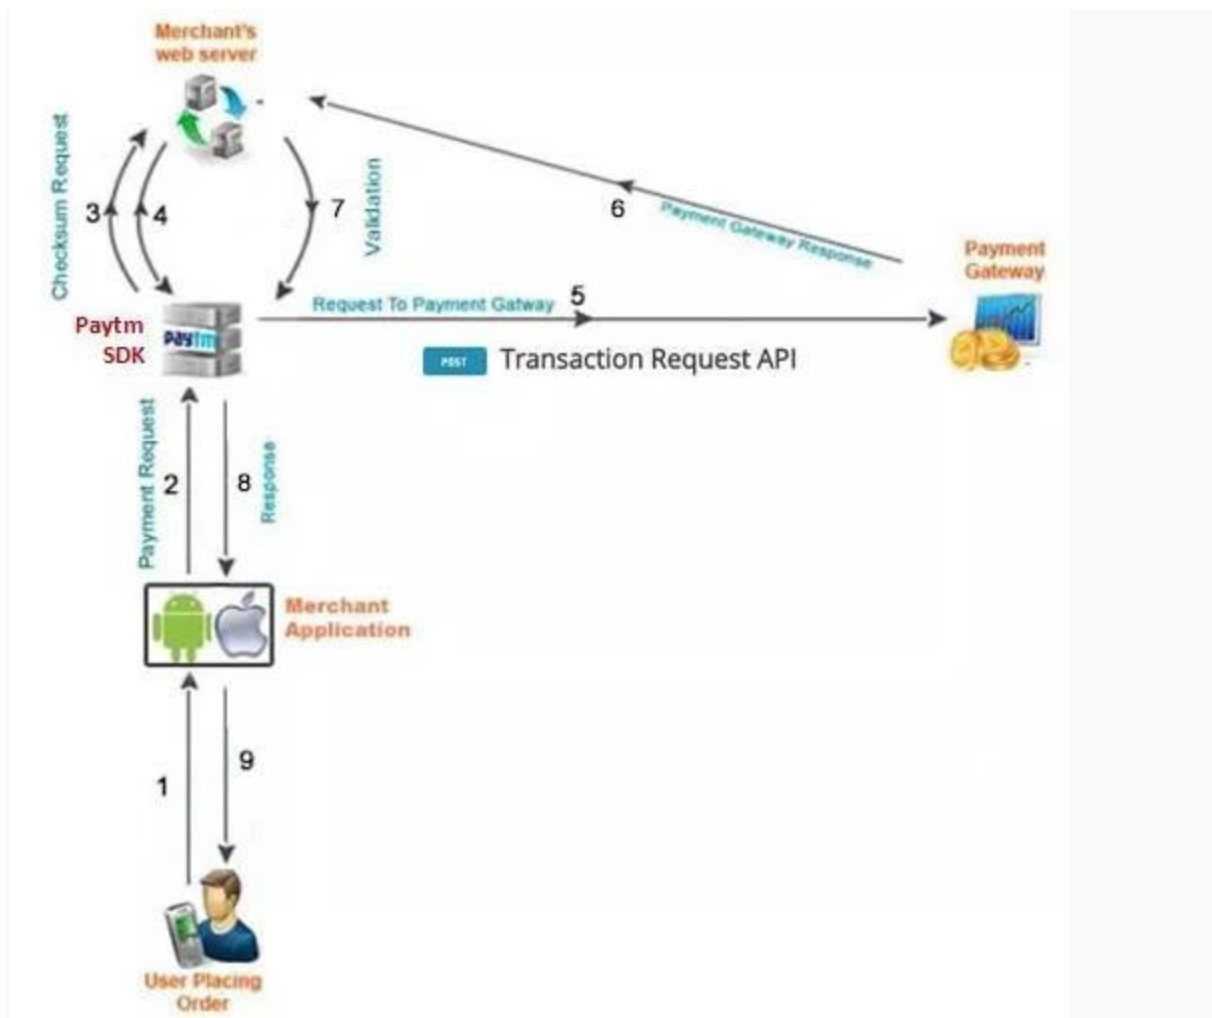 Merchant's
web server
Checksum Request
3
4
7
Validation
6
Payment Gateway Response
Payment
Gateway
Paytm
SDK
paytm
Request To Payment Gatway
5
POST
Transaction Request API
Payment Request
2
8
Response
Merchant
Application
1
9
User Placing
Order